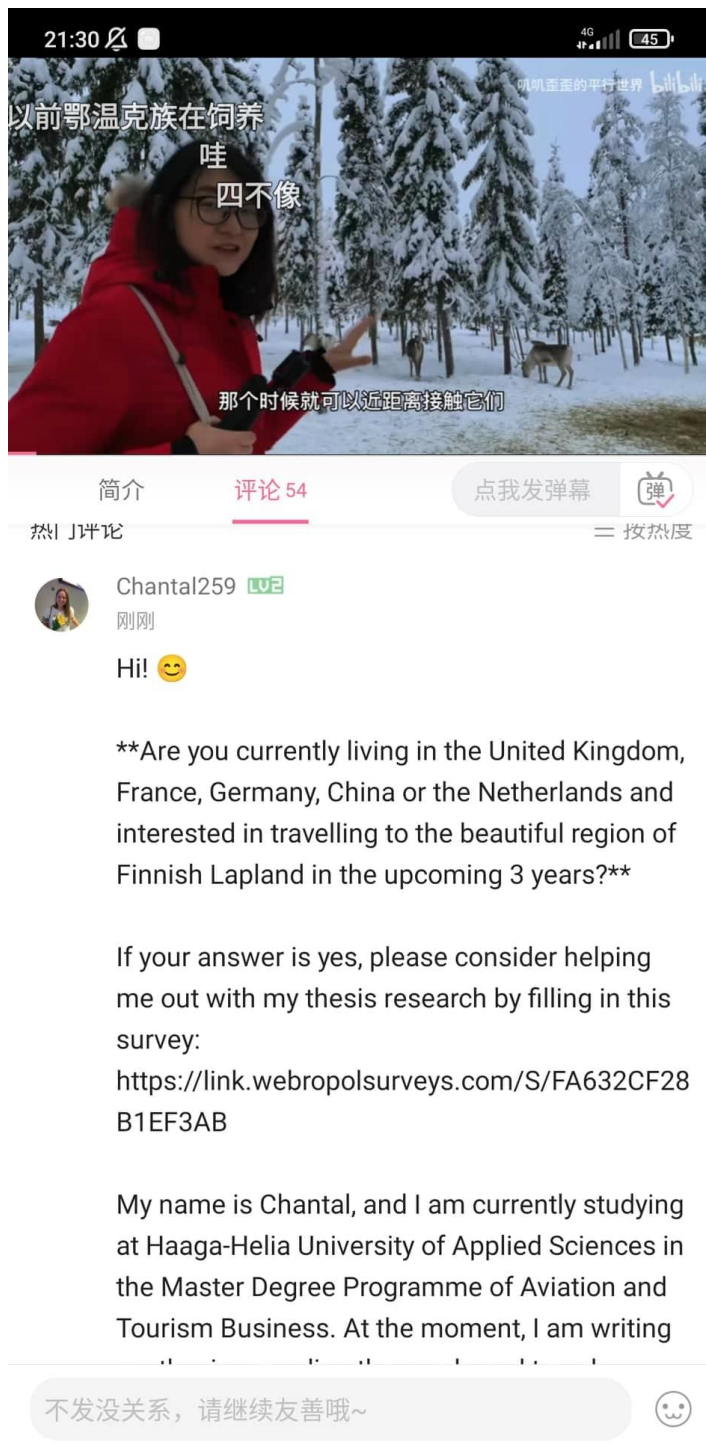 21:30
4G
45
叽叽歪歪的平行世界 bilibili
以前鄂温克族在饲养
哇
四不像
那个时候就可以近距离接触它们
简介
评论 54
点我发弹幕
弹
热门评论
按热度
Chantal259 LV2
刚刚
Hi! 😊
**Are you currently living in the United Kingdom,
France, Germany, China or the Netherlands and
interested in travelling to the beautiful region of
Finnish Lapland in the upcoming 3 years?**
If your answer is yes, please consider helping
me out with my thesis research by filling in this
survey:
https://link.webropolsurveys.com/S/FA632CF28
B1EF3AB
My name is Chantal, and I am currently studying
at Haaga-Helia University of Applied Sciences in
the Master Degree Programme of Aviation and
Tourism Business. At the moment, I am writing
不发没关系，请继续友善哦~